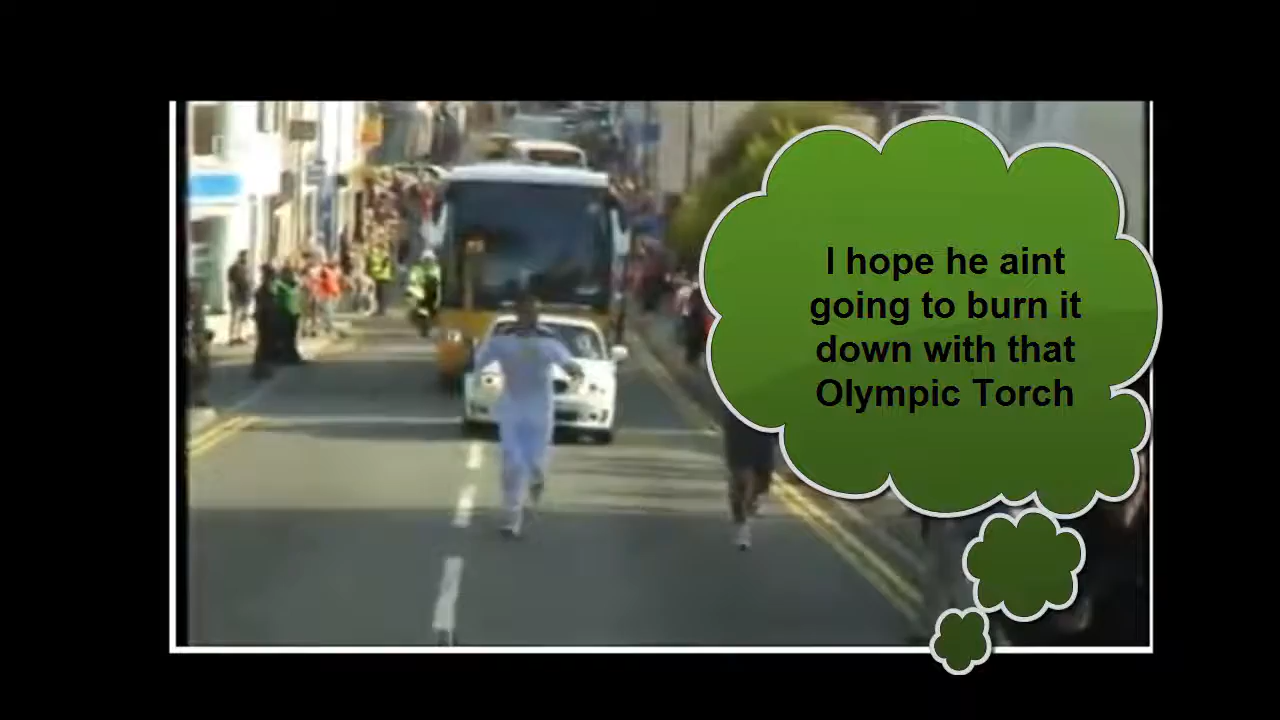 I hope he aint
going to burn it
down with that
Olympic Torch